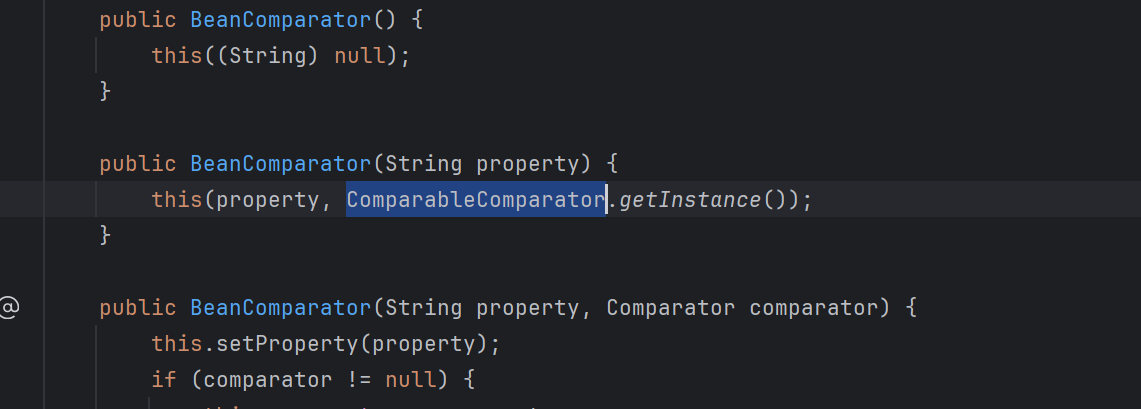 public BeanComparator() {
this((String) null);
}
public BeanComparator(String property) {
this(property, ComparableComparator.getInstance());
}
@
public BeanComparator(String property, Comparator comparator) {
this.setProperty(property);
if (comparator != null) {